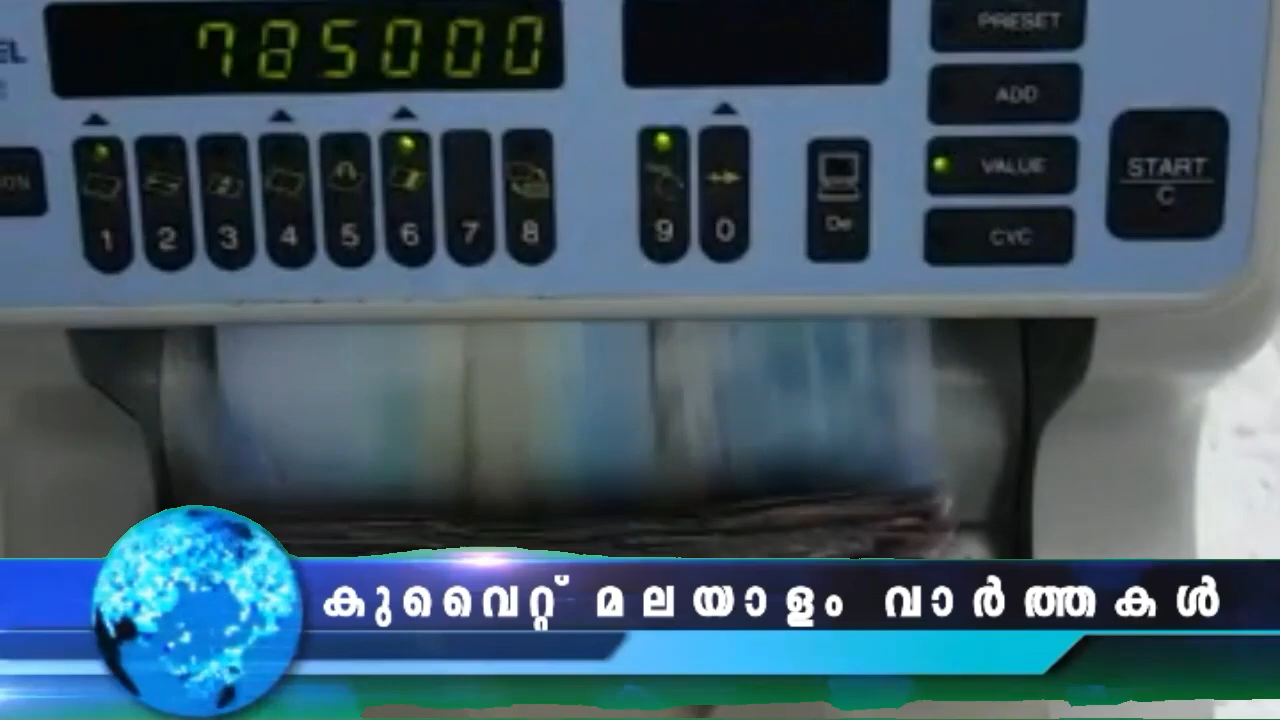 785000
PRESET
EL
ADD
VALUE
START
C
1 2 3 4 5 6 7 8 9 0
CVC
കുവൈറ്റ് മലയാളം വാർത്തകൾ